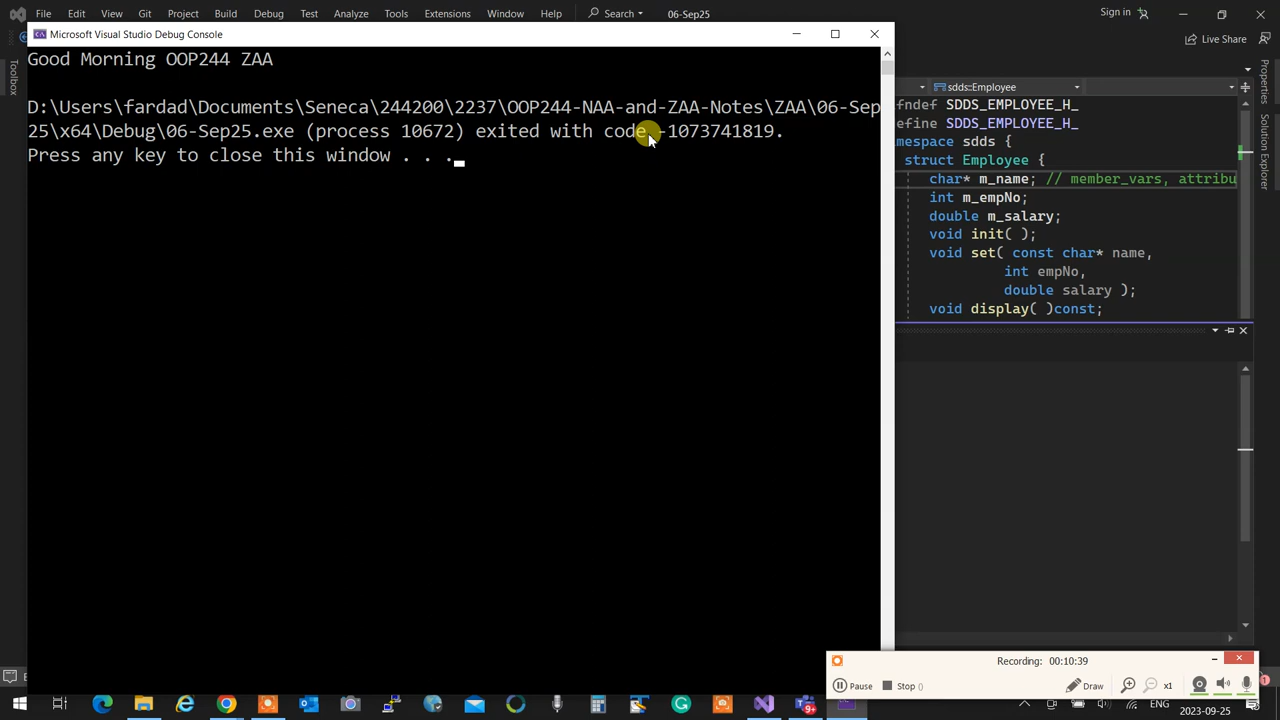 File Edit View Git Project Build Debug Test Analyze Tools Extensions Window Help Search 06-Sep25 Sign in
Microsoft Visual Studio Debug Console
Live Share
Good Morning OOP244 ZAA
D:\Users\fardad\Documents\Seneca\244200\2237\OOP244-NAA-and-ZAA-Notes\ZAA\06-Sep
25\x64\Debug\06-Sep25.exe (process 10672) exited with code -1073741819.
Press any key to close this window . . .
Toolbox
sdds::Employee
fndef SDDS_EMPLOYEE_H_
efine SDDS_EMPLOYEE_H_
mespace sdds {
struct Employee {
char* m_name; // member_vars, attribu
int m_empNo;
double m_salary;
void init( );
void set( const char* name,
int empNo,
double salary );
void display( )const;
Properties
Solution Explorer
Recording: 00:10:39
Pause Stop () Draw x1
9+
ENG
2023-09-25